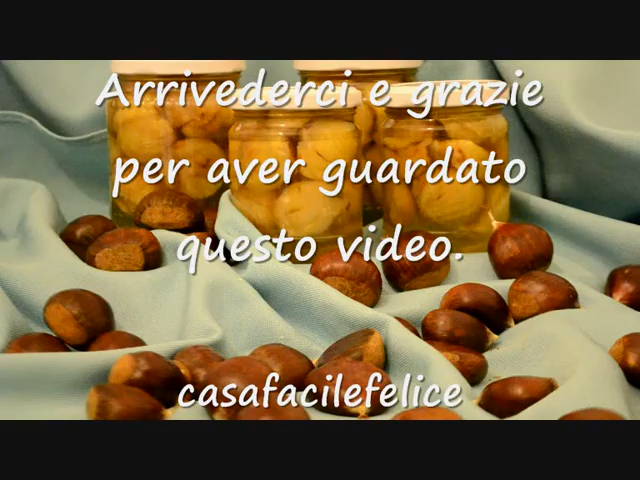 Arrivederci e grazie
per aver guardato
questo video.
casafacilefelice